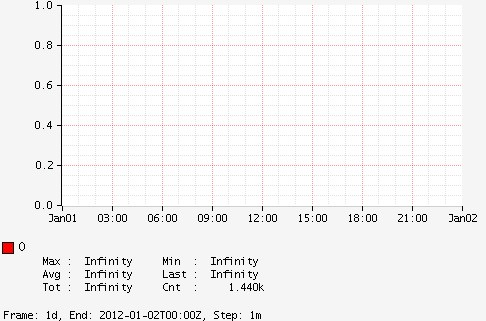 1.0
0.8
0.6
0.4
0.2
0.0
Jan01 03:00 06:00 09:00 12:00 15:00 18:00 21:00 Jan02
0
Max : Infinity Min : Infinity
Avg : Infinity Last : Infinity
Tot : Infinity Cnt : 1.440k
Frame: 1d, End: 2012-01-02T00:00Z, Step: 1m